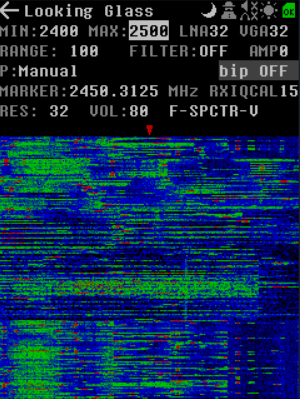 ← Looking Glass OK
MIN:2400 MAX:2500 LNA32 VGA32
RANGE: 100 FILTER:OFF AMP0
P:Manual bip OFF
MARKER:2450.3125 MHz RXIQCAL15
RES: 32 VOL:80 F-SPCTR-V